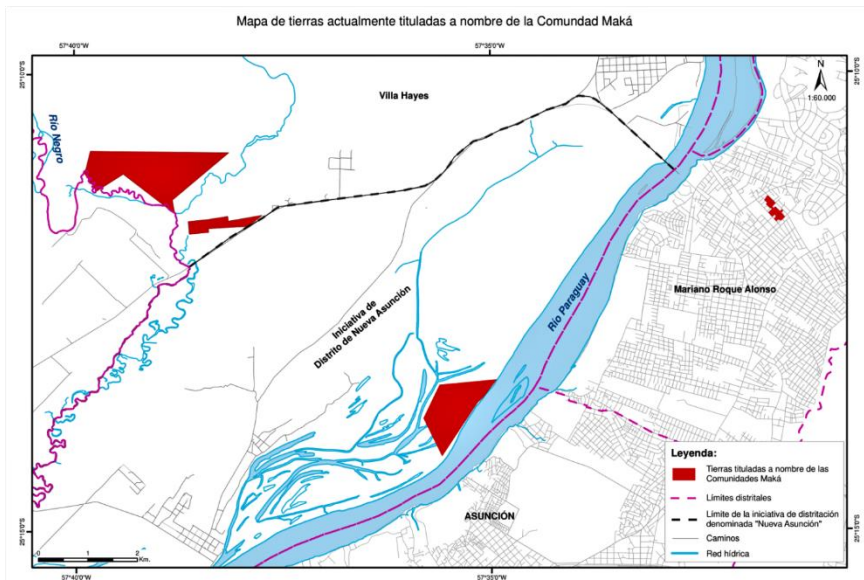 Mapa de tierras actualmente tituladas a nombre de la Comundad Maká
57°40'0"W
57°35'0"W
25°10'0"S
25°10'0"S
N
1:60.000
Villa Hayes
Río Negro
Río Paraguay
Mariano Roque Alonso
Iniciativa de
Distrito de Nueva Asunción
ASUNCIÓN
Leyenda:
Tierras tituladas a nombre de las
Comunidades Maká
Límites distritales
Límite de la iniciativa de distritación
denominada "Nueva Asunción"
Caminos
Red hídrica
25°15'0"S
25°15'0"S
0 1 2
Km.
57°40'0"W
57°35'0"W